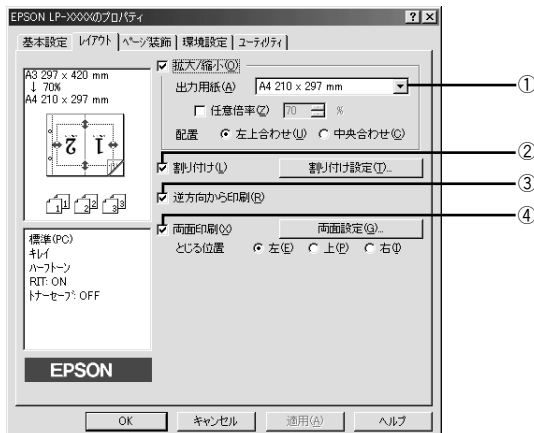 EPSON LP-XXXXのプロパティ
基本設定 レイアウト ページ装飾 環境設定 ユーティリティ
A3 297 x 420 mm
↓ 70%
A4 210 x 297 mm
2 1
1 2 3
標準(PC)
キレイ
ハーフトーン
RIT: ON
トナーセーブ: OFF
EPSON
拡大/縮小(O)
出力用紙(A) A4 210 x 297 mm
任意倍率(Z) 70 %
配置 左上合わせ(U) 中央合わせ(C)
割り付け(L) 割り付け設定(T)...
逆方向から印刷(R)
両面印刷(X) 両面設定(G)...
とじる位置 左(E) 上(P) 右(I)
OK キャンセル 適用(A) ヘルプ
①
②
③
④